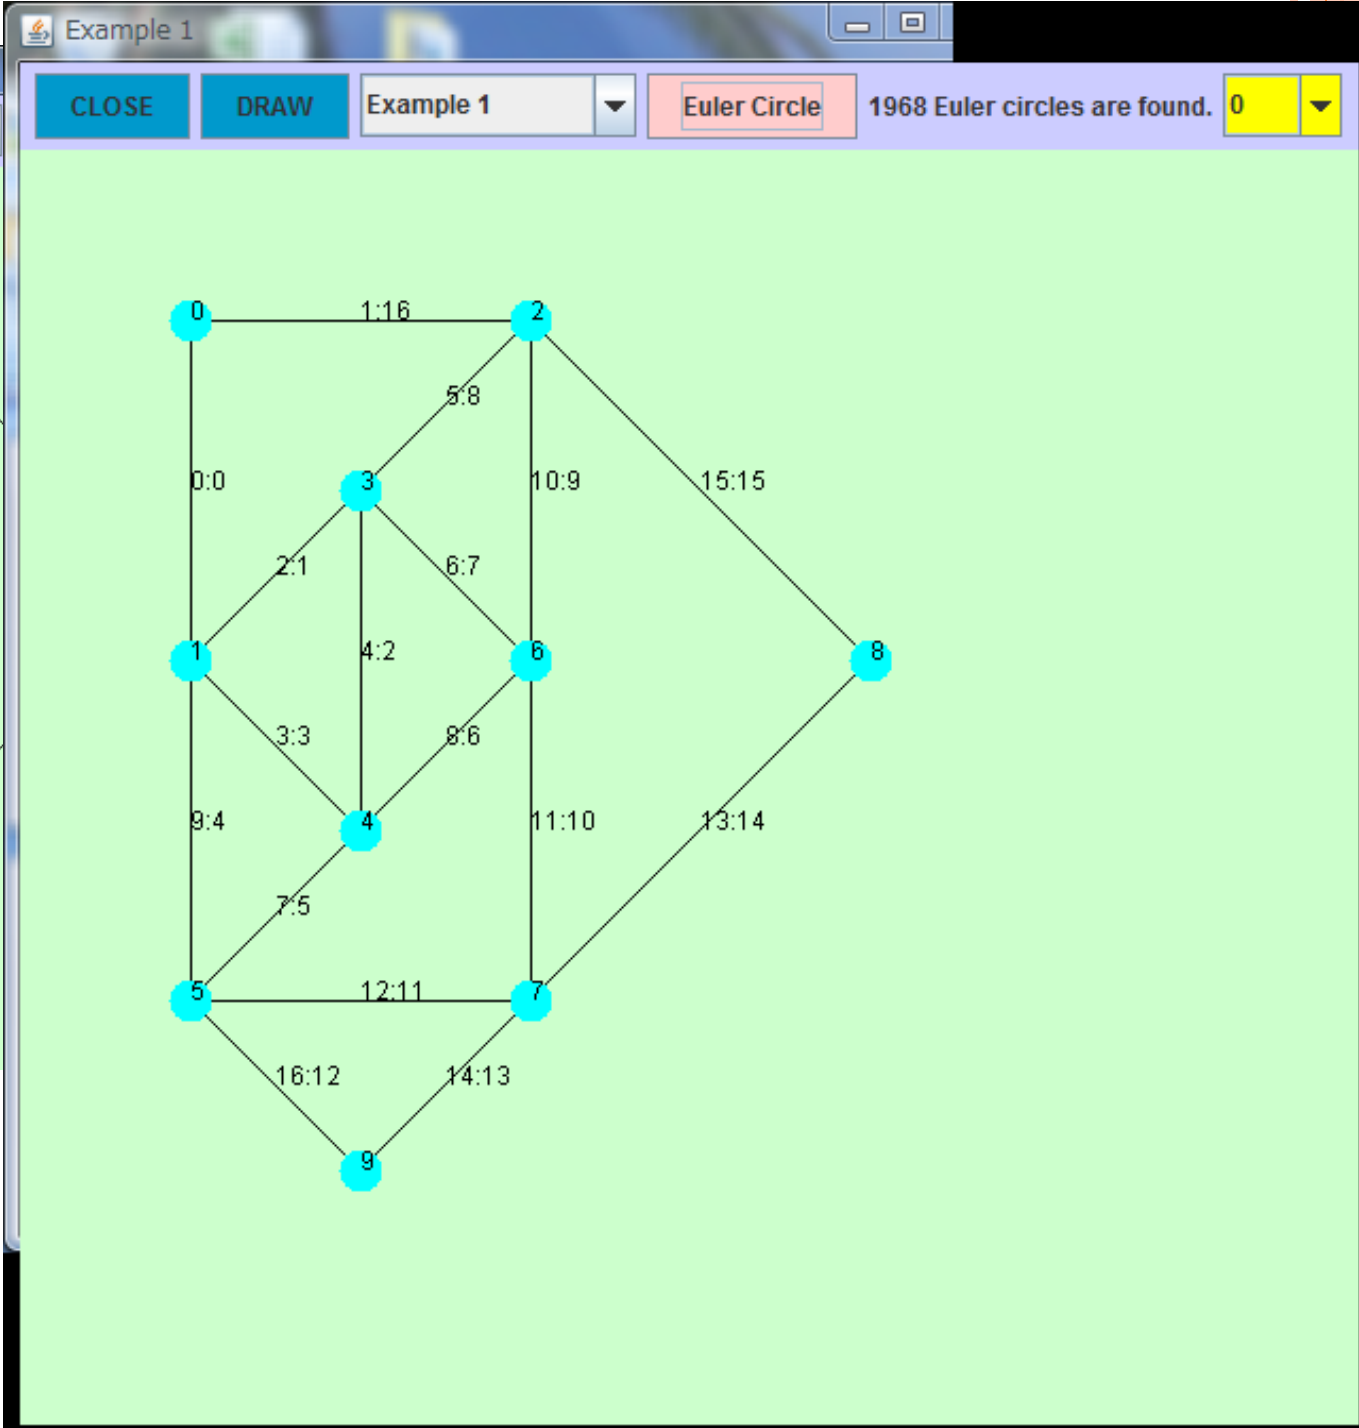 Example 1
CLOSE DRAW Example 1 Euler Circle 1968 Euler circles are found. 0
0 1:16 2
5:8
0:0 3 10:9 15:15
2:1 6:7
1 4:2 6 8
3:3 8:6
9:4 4 11:10 13:14
7:5
5 12:11 7
16:12 14:13
9